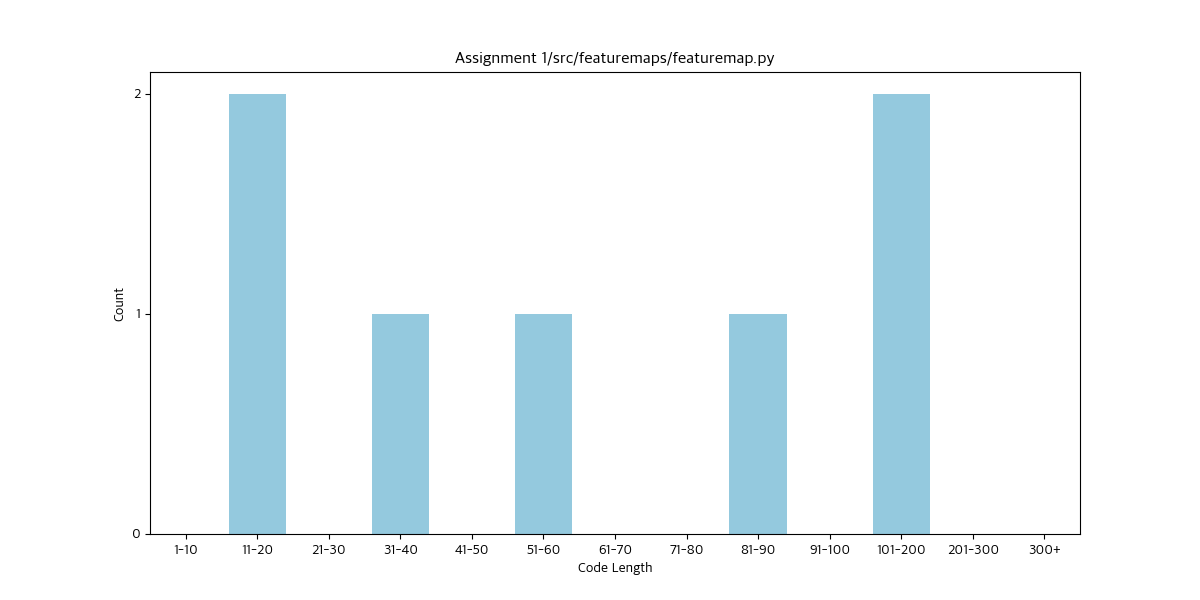 Assignment 1/src/featuremaps/featuremap.py
2
1
0
Count
1-10 11-20 21-30 31-40 41-50 51-60 61-70 71-80 81-90 91-100 101-200 201-300 300+
Code Length